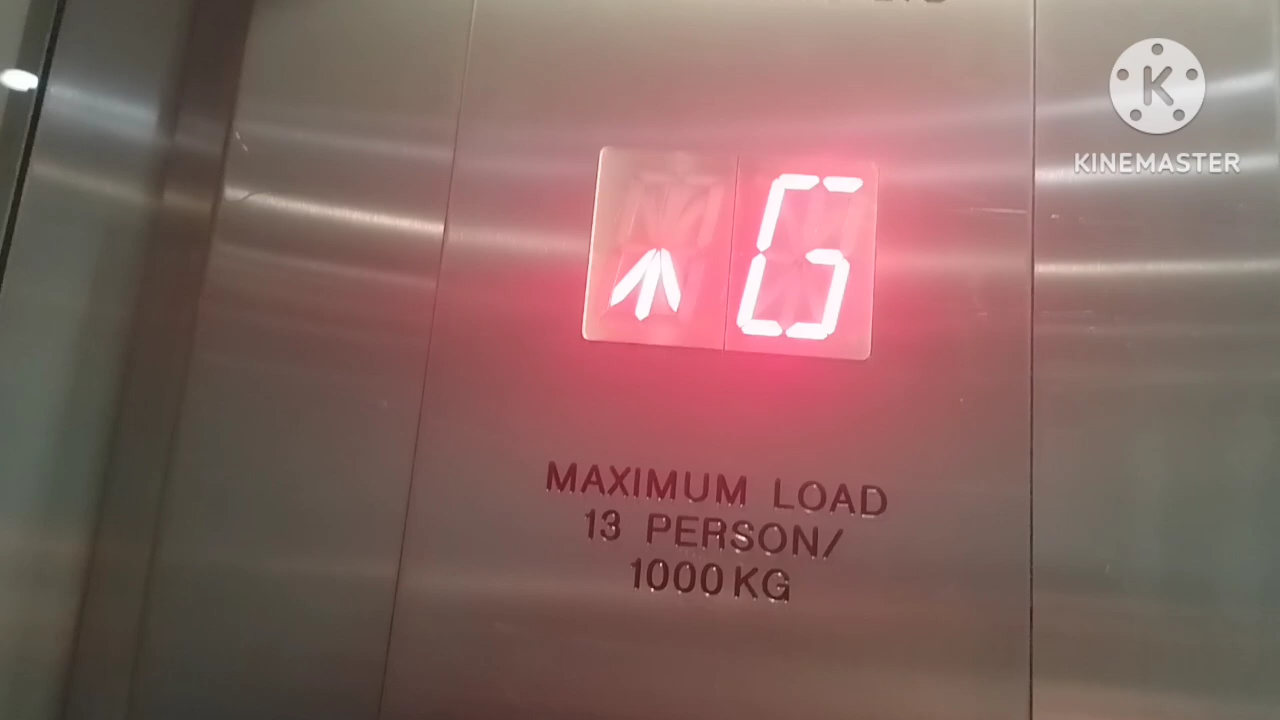 K
KINEMASTER
G
MAXIMUM LOAD
13 PERSON/
1000 KG